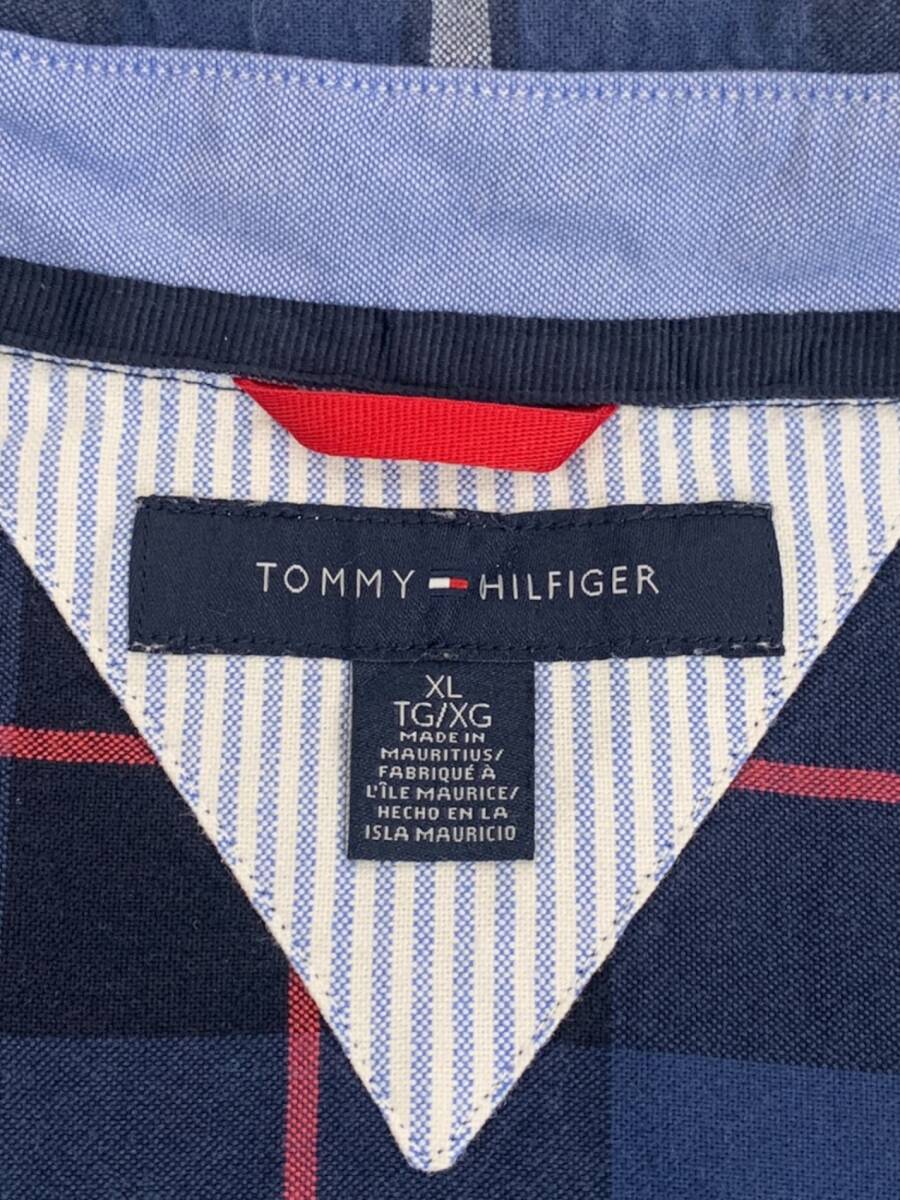 TOMMY HILFIGER
XL
TG/XG
MADE IN
MAURITIUS/
FABRIQUÉ À
L'ÎLE MAURICE/
HECHO EN LA
ISLA MAURICIO